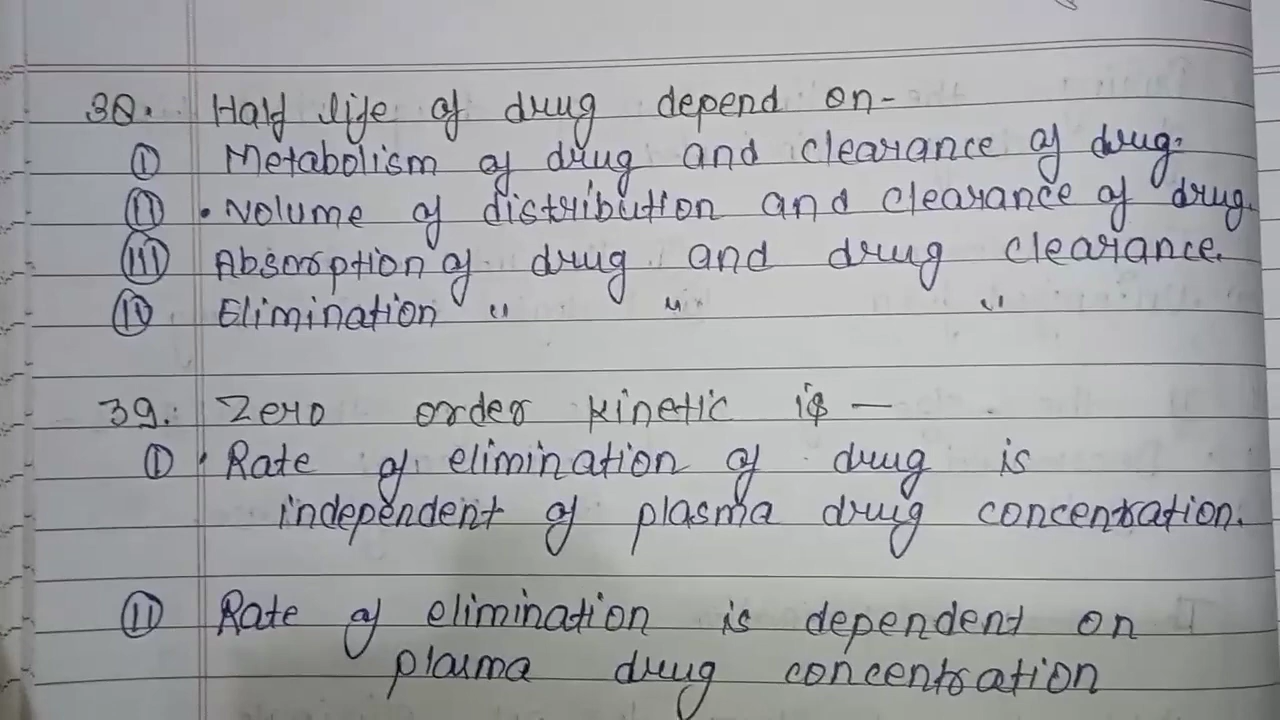 38. Half life of drug depend on-
(I) Metabolism of drug and clearance of drug.
(II) • Volume of distribution and clearance of drug.
(III) Absorption of drug and drug clearance.
(IV) Elimination " " "
39. Zero order kinetic is —
(I) • Rate of elimination of drug is
independent of plasma drug concentration.
(II) Rate of elimination is dependent on
plasma drug concentration